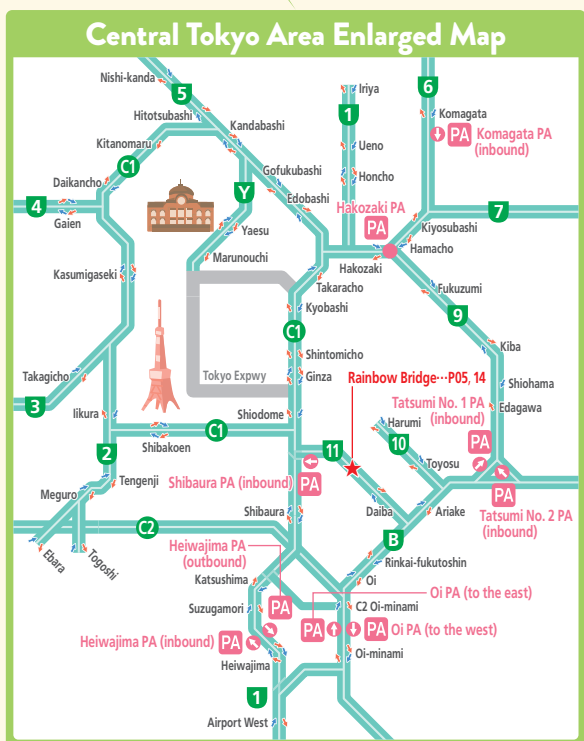 Central Tokyo Area Enlarged Map
Nishi-kanda
5
Iriya
6
Hitotsubashi
Kandabashi
1
Komagata
Kitanomaru
Ueno
PA
Komagata PA
(inbound)
C1
Gofukubashi
Honcho
Daikancho
Y
Edobashi
Hakozaki PA
PA
4
7
Gaien
Yaesu
Kiyosubashi
Marunouchi
Hamacho
Kasumigaseki
Hakozaki
Takaracho
Fukuzumi
Kyobashi
9
C1
Kiba
Shintomicho
Takagicho
Tokyo Expwy
Ginza
Rainbow Bridge…P05, 14
Shiohama
3
Iikura
Shiodome
Tatsumi No. 1 PA
(inbound)
Edagawa
Harumi
C1
10
PA
Shibakoen
11
2
Toyosu
Tengenji
Shibaura PA (inbound)
PA
PA
Meguro
Daiba
Ariake
Tatsumi No. 2 PA
(inbound)
Shibaura
C2
B
Heiwajima PA
(outbound)
Rinkai-fukutoshin
Ebara
Togoshi
Katsushima
Oi
Oi PA (to the east)
Suzugamori
PA
C2 Oi-minami
PA
PA
Oi PA (to the west)
Heiwajima PA (inbound)
PA
Oi-minami
Heiwajima
1
Airport West